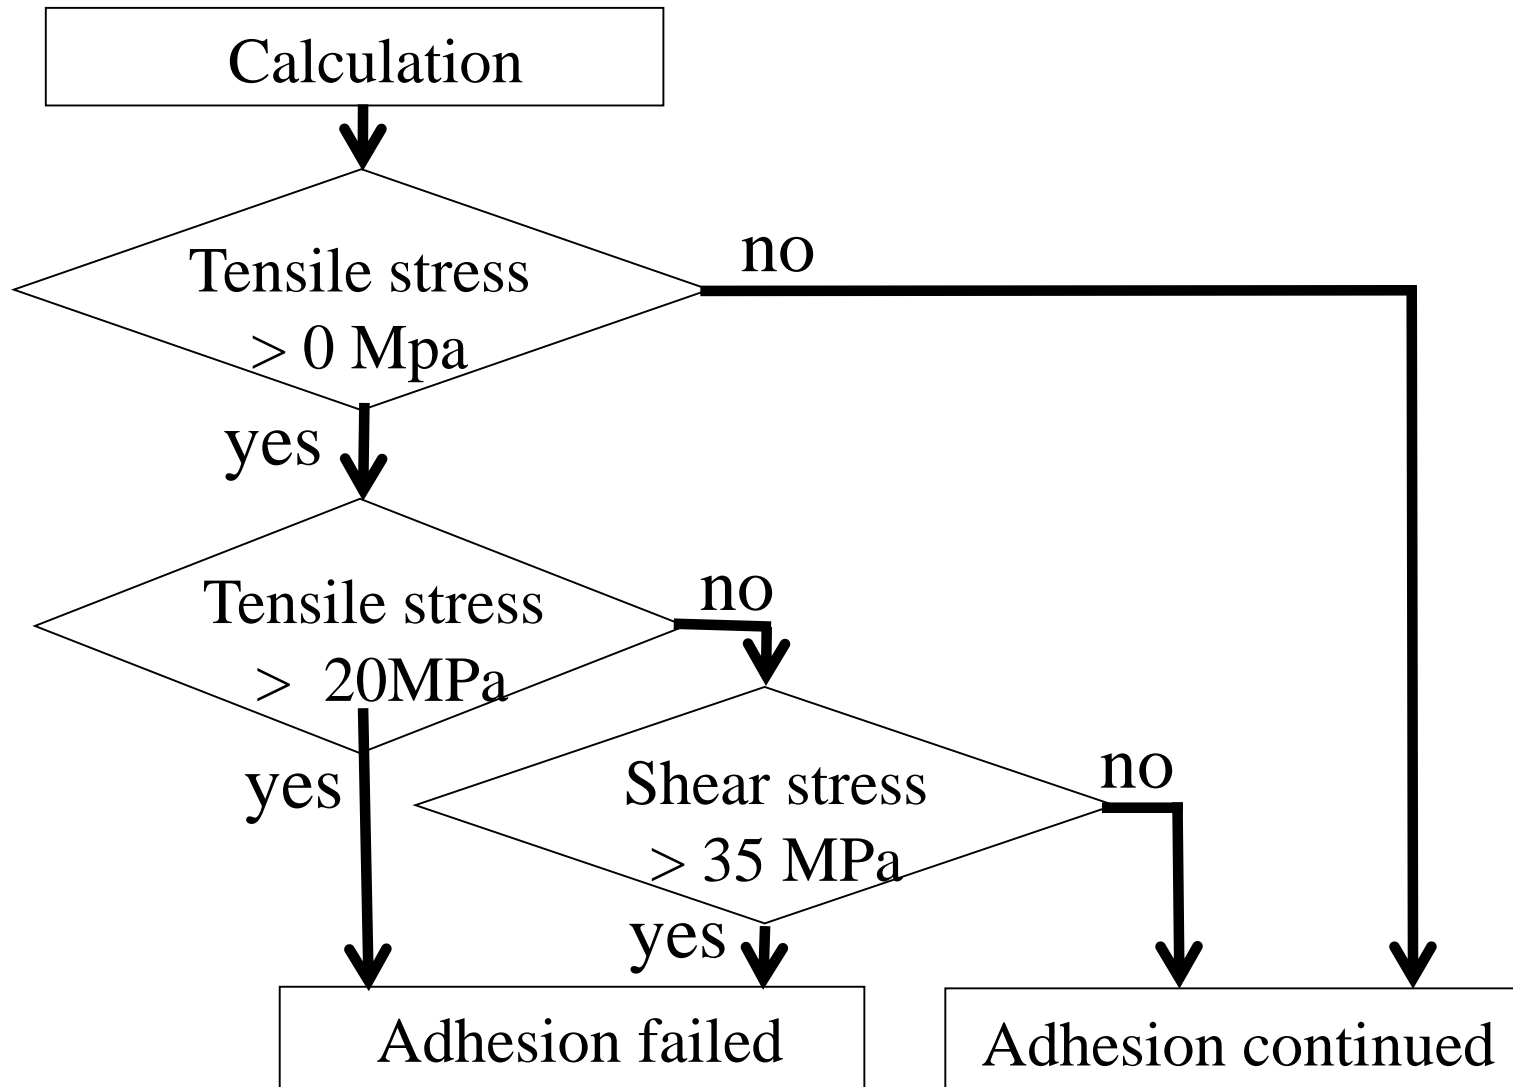 Calculation
Tensile stress
> 0 Mpa
no
yes
Tensile stress
> 20MPa
no
yes
Shear stress
> 35 MPa
no
yes
Adhesion failed
Adhesion continued